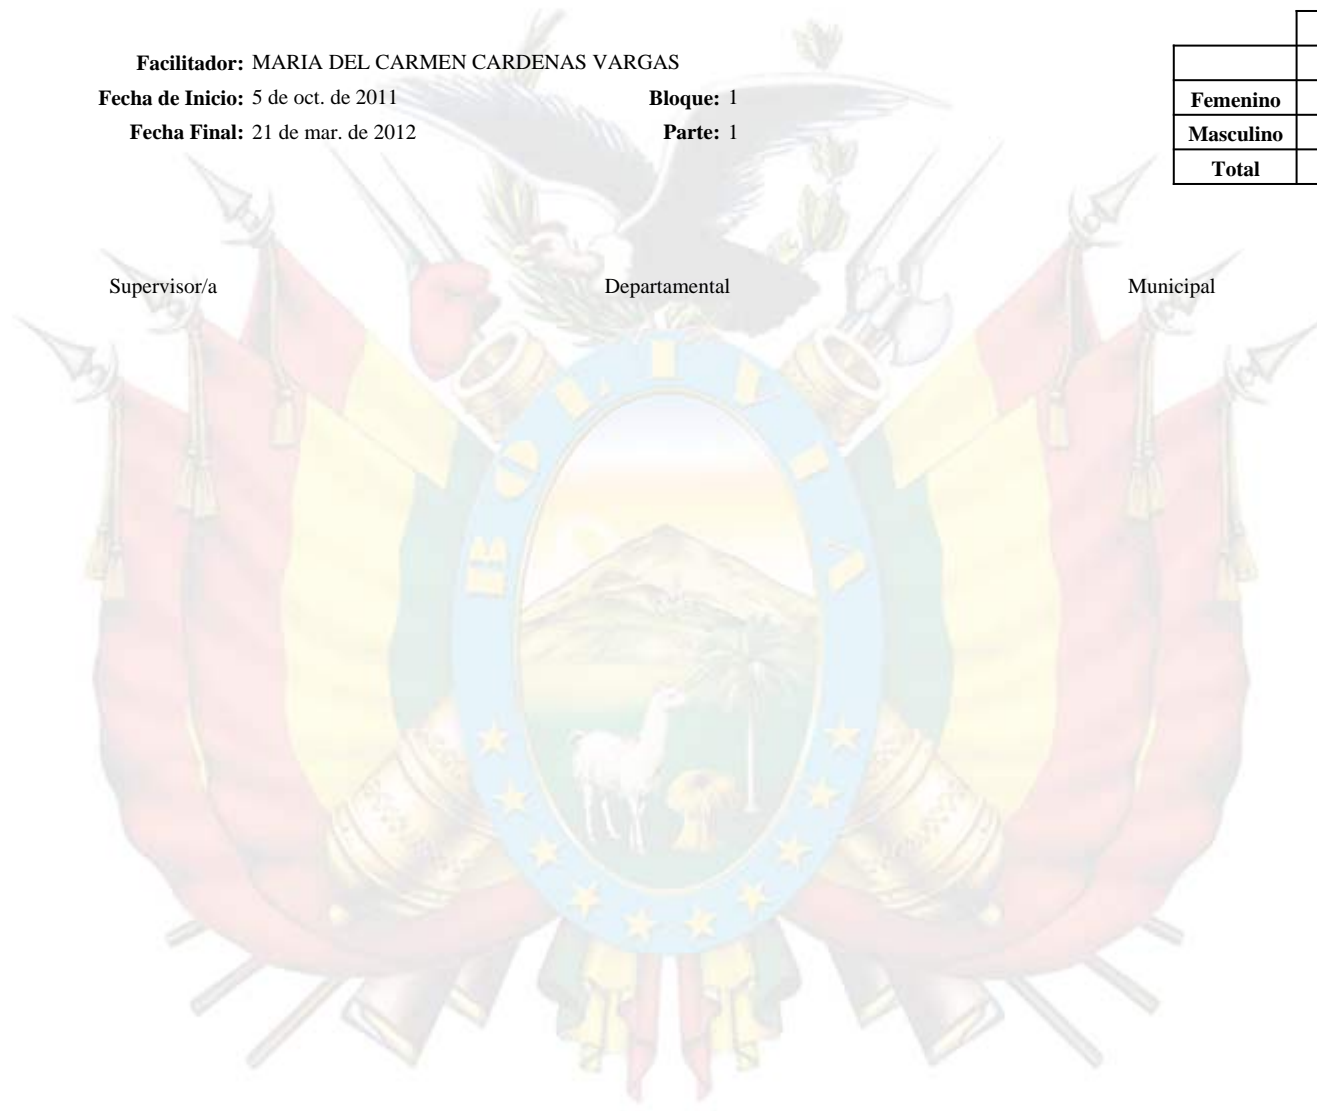 Facilitador: MARIA DEL CARMEN CARDENAS VARGAS
Fecha de Inicio: 5 de oct. de 2011 Bloque: 1
Fecha Final: 21 de mar. de 2012 Parte: 1
Femenino
Masculino
Total
Supervisor/a Departamental Municipal
BOLIVIA